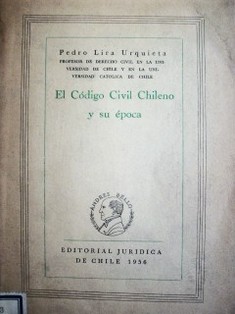 Pedro Lira Urquieta
PROFESOR DE DERECHO CIVIL EN LA UNI
VERSIDAD DE CHILE Y EN LA UNI-
VERSIDAD CATOLICA DE CHILE
El Código Civil Chileno
y su época
ANDRES BELLO
EDITORIAL JURIDICA
DE CHILE 1956